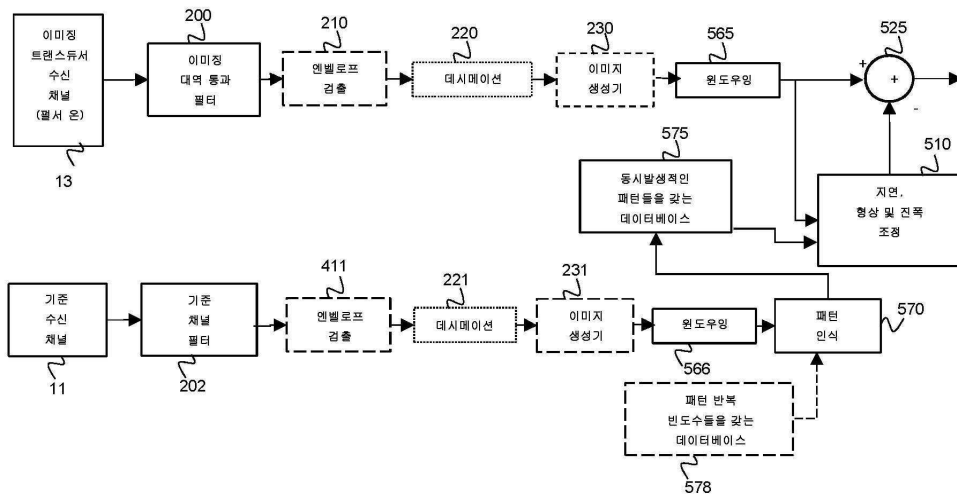 200
210
220
230
565
525
이미징
트랜스듀서
수신
채널
(펄서 온)
13
이미징
대역 통과
필터
엔벨로프
검출
데시메이션
이미지
생성기
윈도우잉
+
+
-
575
510
동시발생적인
패턴들을 갖는
데이터베이스
지연,
형상 및 진폭
조정
411
221
231
기준
수신
채널
11
기준
채널
필터
202
엔벨로프
검출
데시메이션
이미지
생성기
윈도우잉
566
패턴
인식
570
패턴 반복
빈도수들을 갖는
데이터베이스
578